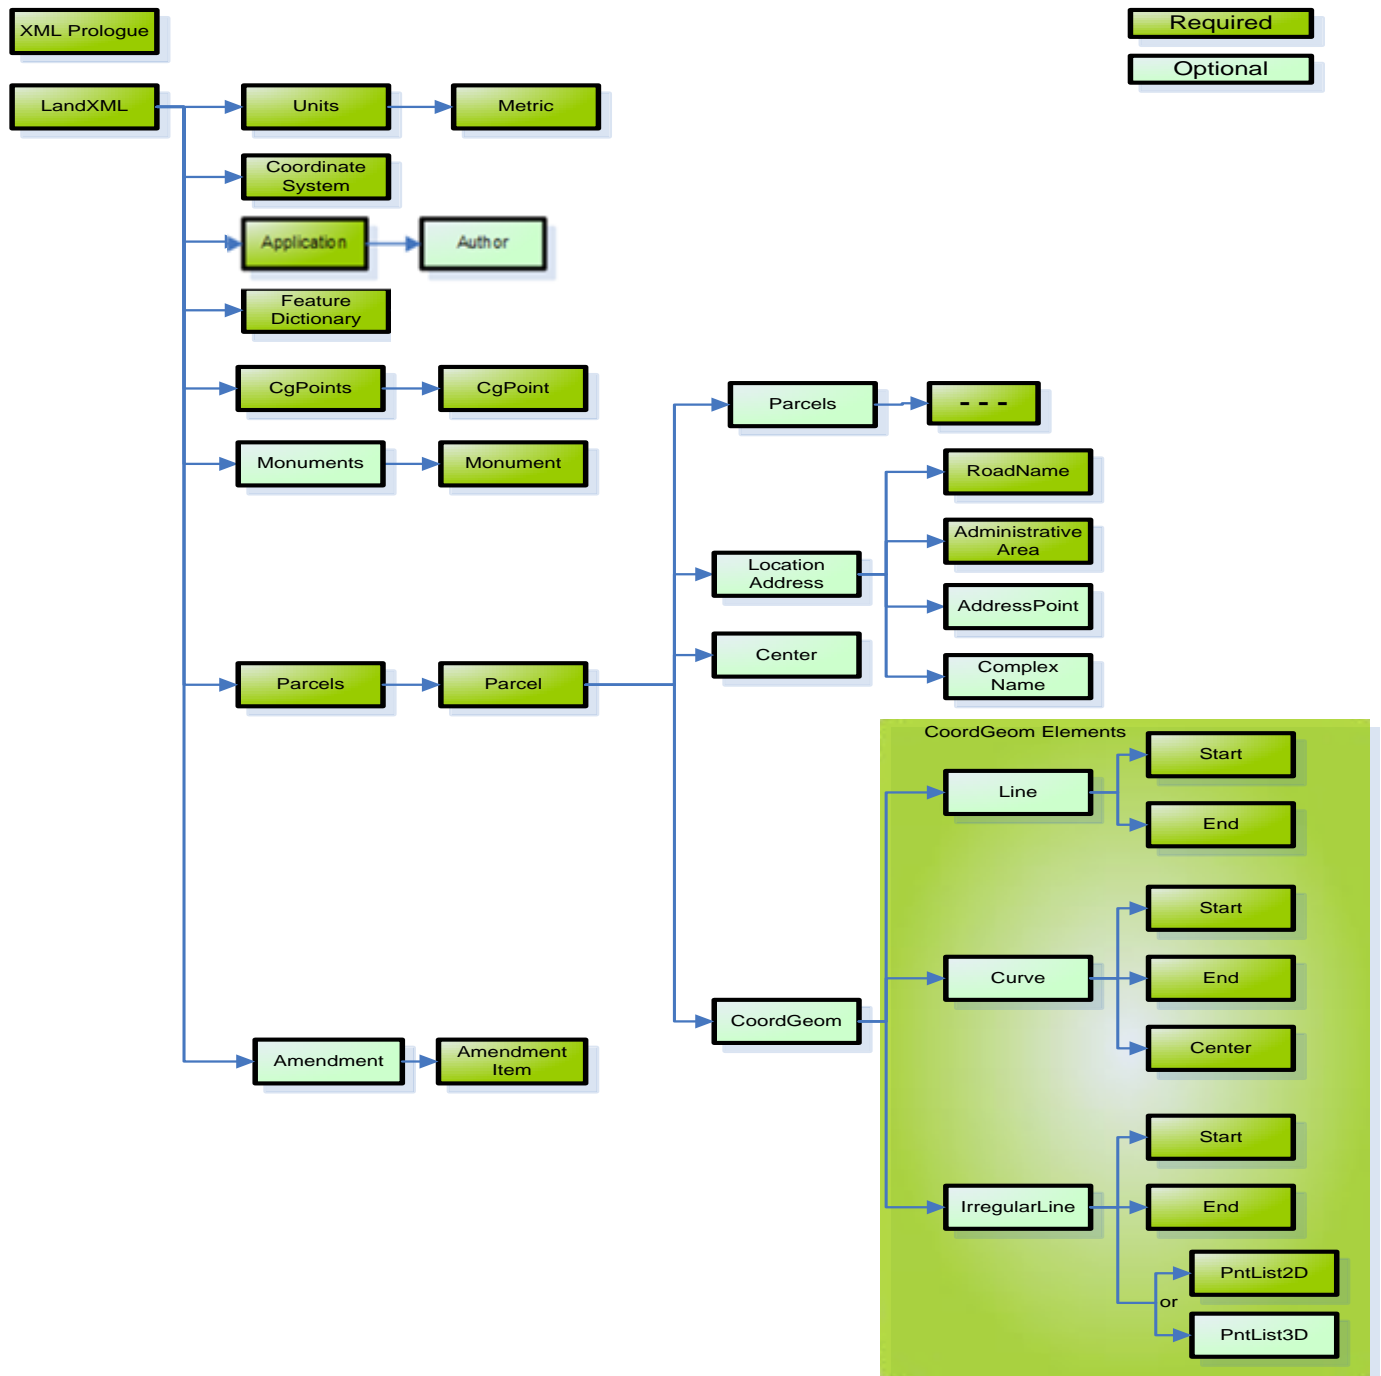 XML Prologue
Required
Optional
LandXML
Units
Metric
Coordinate
System
Application
Author
Feature
Dictionary
CgPoints
CgPoint
Monuments
Monument
Parcels
Parcel
Amendment
Amendment
Item
Parcels
- - -
Location
Address
RoadName
Administrative
Area
AddressPoint
Complex
Name
Center
CoordGeom
CoordGeom Elements
Line
Start
End
Curve
Start
End
Center
IrregularLine
Start
End
PntList2D
or
PntList3D